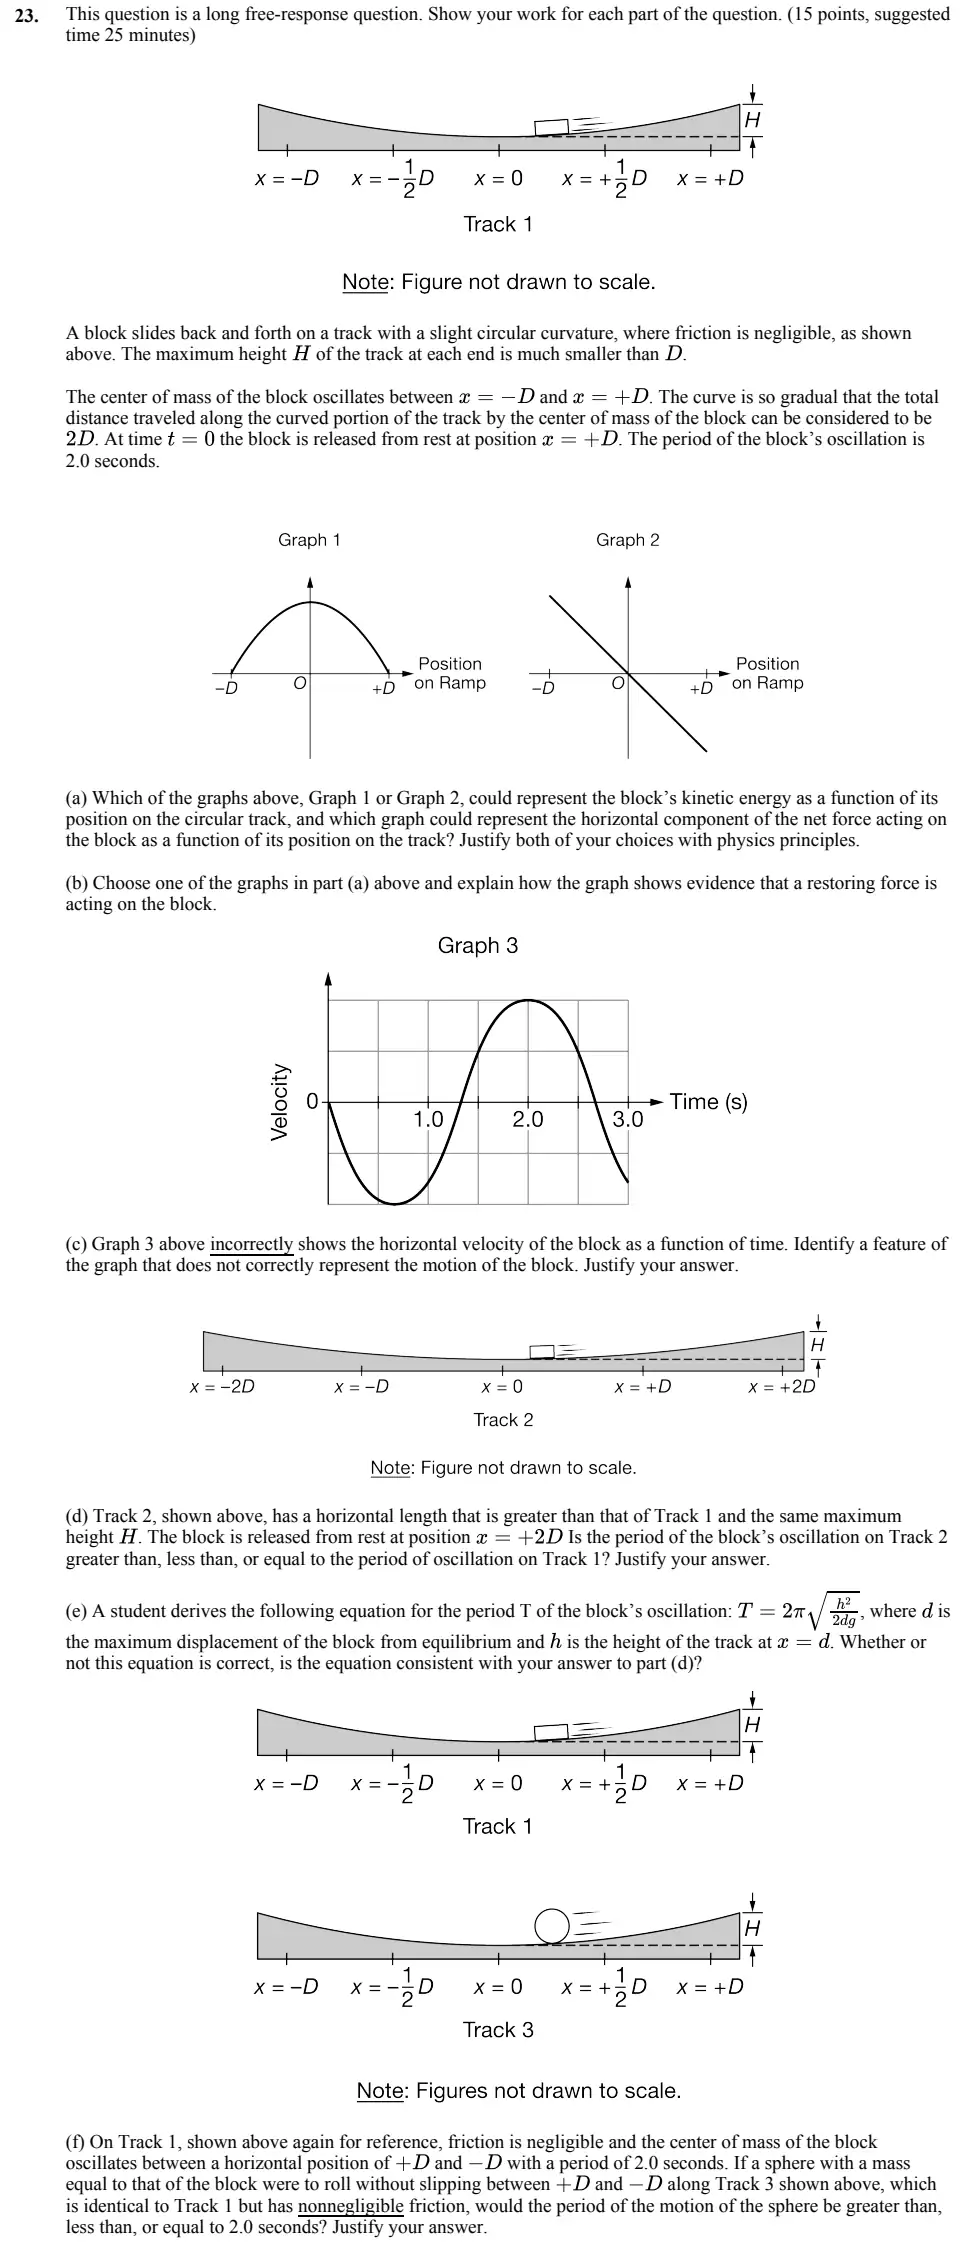 23. This question is a long free-response question. Show your work for each part of the question. (15 points, suggested
time 25 minutes)
H
x = –D x = –1/2 D x = 0 x = +1/2 D x = +D
Track 1
Note: Figure not drawn to scale.
A block slides back and forth on a track with a slight circular curvature, where friction is negligible, as shown
above. The maximum height H of the track at each end is much smaller than D.
The center of mass of the block oscillates between x = −D and x = +D. The curve is so gradual that the total
distance traveled along the curved portion of the track by the center of mass of the block can be considered to be
2D. At time t = 0 the block is released from rest at position x = +D. The period of the block’s oscillation is
2.0 seconds.
Graph 1 Graph 2
Position
on Ramp
–D O +D
Position
on Ramp
–D O +D
(a) Which of the graphs above, Graph 1 or Graph 2, could represent the block’s kinetic energy as a function of its
position on the circular track, and which graph could represent the horizontal component of the net force acting on
the block as a function of its position on the track? Justify both of your choices with physics principles.
(b) Choose one of the graphs in part (a) above and explain how the graph shows evidence that a restoring force is
acting on the block.
Graph 3
Velocity
0
1.0 2.0 3.0
Time (s)
(c) Graph 3 above incorrectly shows the horizontal velocity of the block as a function of time. Identify a feature of
the graph that does not correctly represent the motion of the block. Justify your answer.
H
x = –2D x = –D x = 0 x = +D x = +2D
Track 2
Note: Figure not drawn to scale.
(d) Track 2, shown above, has a horizontal length that is greater than that of Track 1 and the same maximum
height H. The block is released from rest at position x = +2D Is the period of the block’s oscillation on Track 2
greater than, less than, or equal to the period of oscillation on Track 1? Justify your answer.
(e) A student derives the following equation for the period T of the block’s oscillation: T = 2π√(h²/2dg), where d is
the maximum displacement of the block from equilibrium and h is the height of the track at x = d. Whether or
not this equation is correct, is the equation consistent with your answer to part (d)?
H
x = –D x = –1/2 D x = 0 x = +1/2 D x = +D
Track 1
H
x = –D x = –1/2 D x = 0 x = +1/2 D x = +D
Track 3
Note: Figures not drawn to scale.
(f) On Track 1, shown above again for reference, friction is negligible and the center of mass of the block
oscillates between a horizontal position of +D and −D with a period of 2.0 seconds. If a sphere with a mass
equal to that of the block were to roll without slipping between +D and −D along Track 3 shown above, which
is identical to Track 1 but has nonnegligible friction, would the period of the motion of the sphere be greater than,
less than, or equal to 2.0 seconds? Justify your answer.